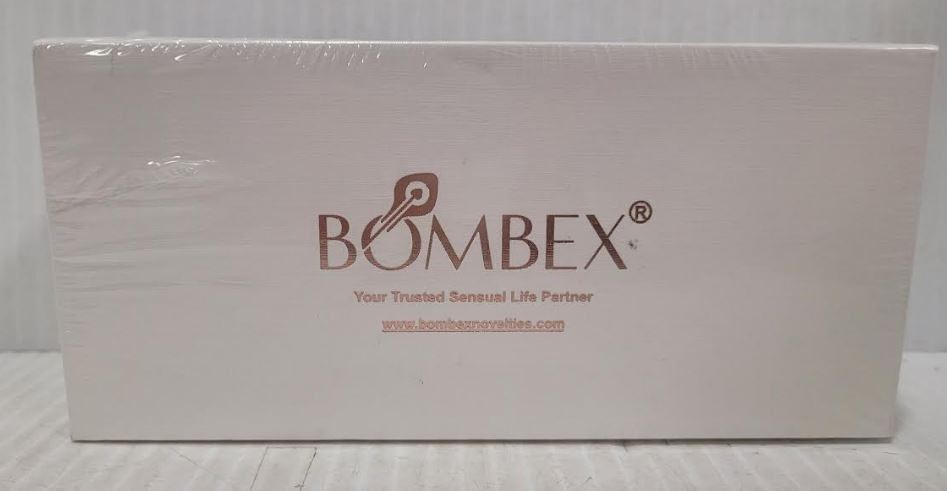 BOMBEX®
Your Trusted Sensual Life Partner
www.bombexnovelties.com